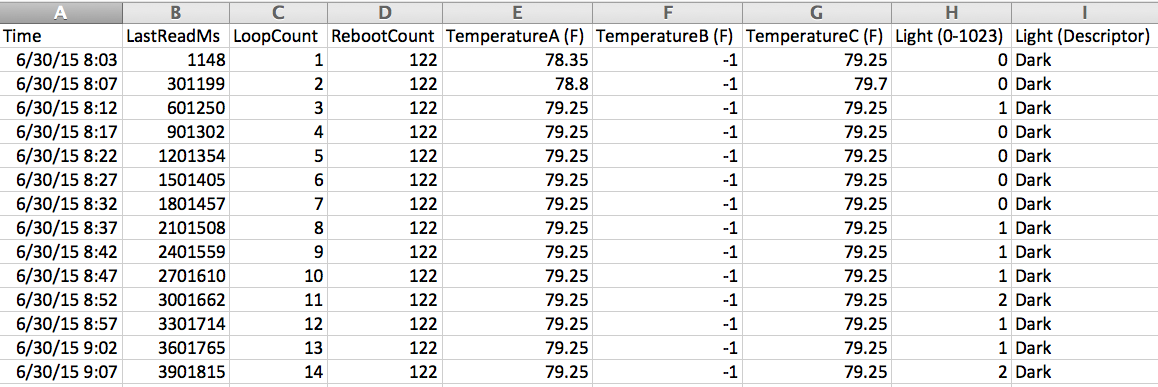 A B C D E F G H I
Time LastReadMs LoopCount RebootCount TemperatureA (F) TemperatureB (F) TemperatureC (F) Light (0-1023) Light (Descriptor)
6/30/15 8:03 1148 1 122 78.35 -1 79.25 0 Dark
6/30/15 8:07 301199 2 122 78.8 -1 79.7 0 Dark
6/30/15 8:12 601250 3 122 79.25 -1 79.25 1 Dark
6/30/15 8:17 901302 4 122 79.25 -1 79.25 0 Dark
6/30/15 8:22 1201354 5 122 79.25 -1 79.25 0 Dark
6/30/15 8:27 1501405 6 122 79.25 -1 79.25 0 Dark
6/30/15 8:32 1801457 7 122 79.25 -1 79.25 0 Dark
6/30/15 8:37 2101508 8 122 79.25 -1 79.25 1 Dark
6/30/15 8:42 2401559 9 122 79.25 -1 79.25 1 Dark
6/30/15 8:47 2701610 10 122 79.25 -1 79.25 1 Dark
6/30/15 8:52 3001662 11 122 79.25 -1 79.25 2 Dark
6/30/15 8:57 3301714 12 122 79.25 -1 79.25 1 Dark
6/30/15 9:02 3601765 13 122 79.25 -1 79.25 1 Dark
6/30/15 9:07 3901815 14 122 79.25 -1 79.25 2 Dark